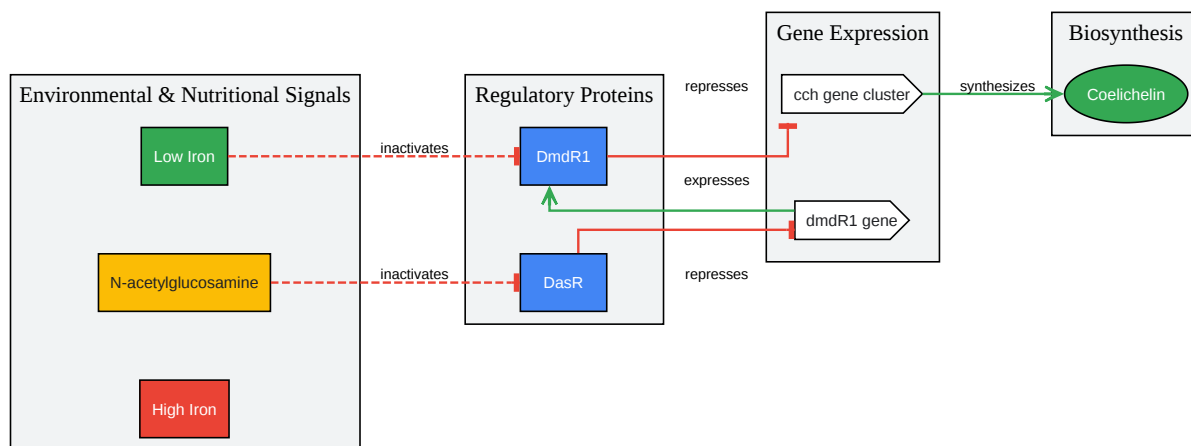 Environmental & Nutritional Signals
Low Iron
N-acetylglucosamine
High Iron
inactivates
inactivates
Regulatory Proteins
DmdR1
DasR
represses
expresses
represses
Gene Expression
cch gene cluster
dmdR1 gene
synthesizes
Biosynthesis
Coelichelin